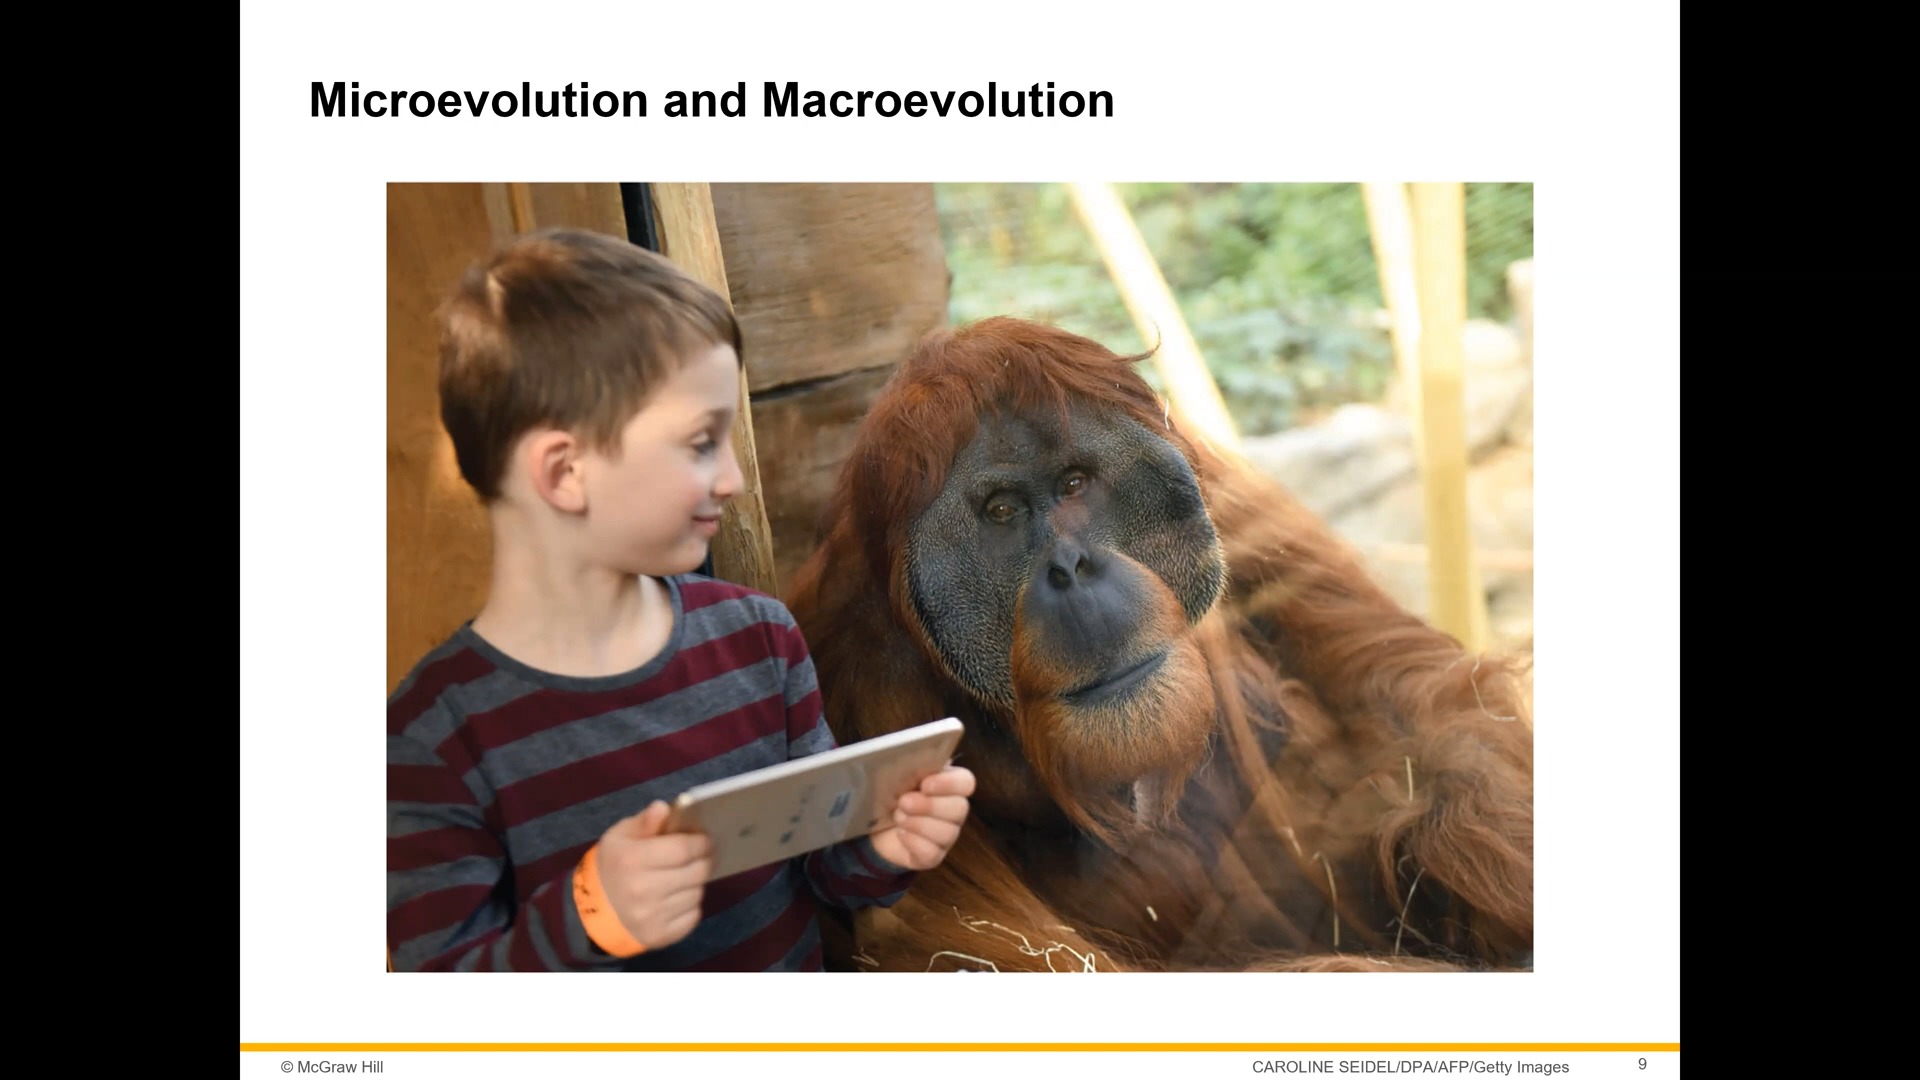 Microevolution and Macroevolution
© McGraw Hill
CAROLINE SEIDEL/DPA/AFP/Getty Images
9